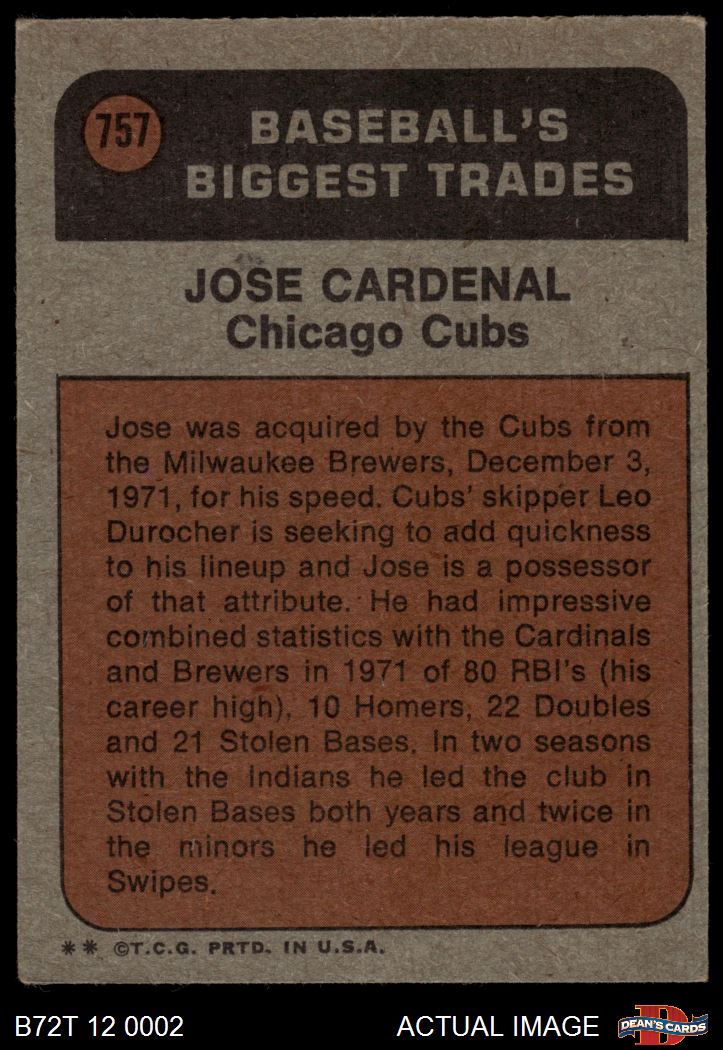 757
BASEBALL'S
BIGGEST TRADES
JOSE CARDENAL
Chicago Cubs
Jose was acquired by the Cubs from
the Milwaukee Brewers, December 3,
1971, for his speed. Cubs' skipper Leo
Durocher is seeking to add quickness
to his lineup and Jose is a possessor
of that attribute. He had impressive
combined statistics with the Cardinals
and Brewers in 1971 of 80 RBI's (his
career high), 10 Homers, 22 Doubles
and 21 Stolen Bases. In two seasons
with the Indians he led the club in
Stolen Bases both years and twice in
the minors he led his league in
Swipes.
** ©T.C.G. PRTD. IN U.S.A.
B72T 12 0002
ACTUAL IMAGE
D
DEAN'S CARDS